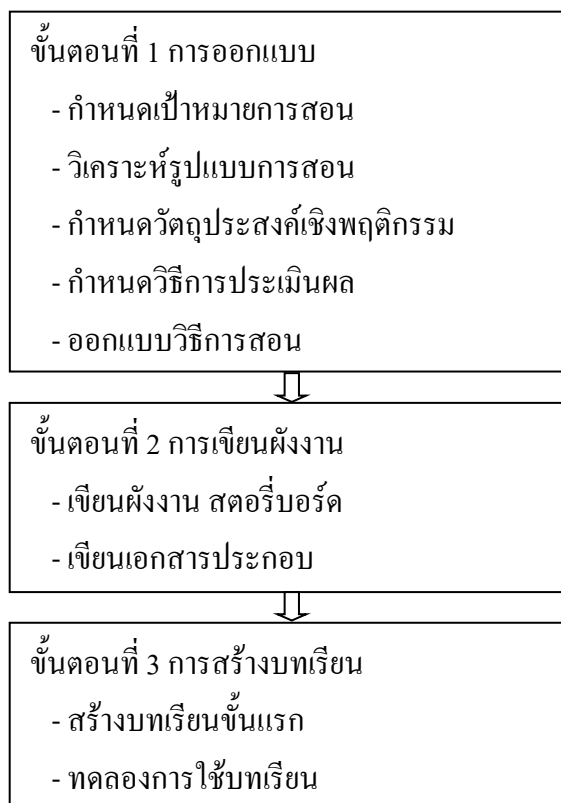 ขั้นตอนที่ 1 การออกแบบ
- กำหนดเป้าหมายการสอน
- วิเคราะห์รูปแบบการสอน
- กำหนดวัตถุประสงค์เชิงพฤติกรรม
- กำหนดวิธีการประเมินผล
- ออกแบบวิธีการสอน
ขั้นตอนที่ 2 การเขียนผังงาน
- เขียนผังงาน สตอรี่บอร์ด
- เขียนเอกสารประกอบ
ขั้นตอนที่ 3 การสร้างบทเรียน
- สร้างบทเรียนขั้นแรก
- ทดลองการใช้บทเรียน